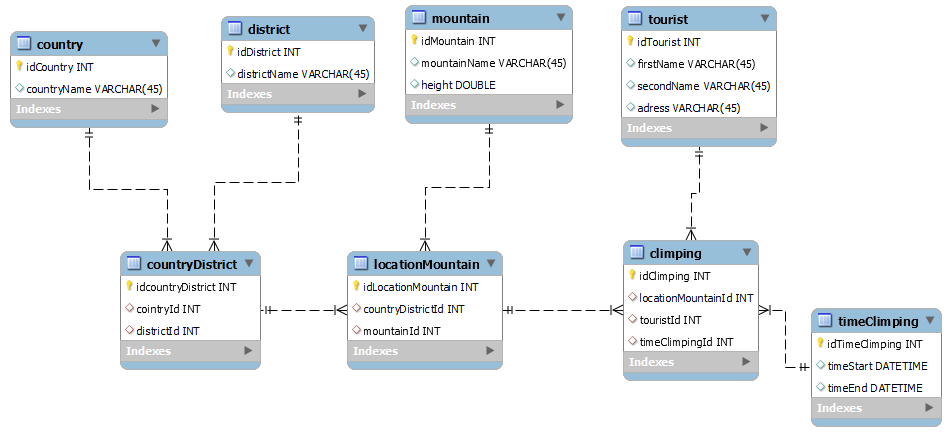 country
idCountry INT
countryName VARCHAR(45)
Indexes
district
idDistrict INT
districtName VARCHAR(45)
Indexes
mountain
idMountain INT
mountainName VARCHAR(45)
height DOUBLE
Indexes
tourist
idTourist INT
firstName VARCHAR(45)
secondName VARCHAR(45)
adress VARCHAR(45)
Indexes
countryDistrict
idcountryDistrict INT
cointryId INT
districtId INT
Indexes
locationMountain
idLocationMountain INT
countryDistrictId INT
mountainId INT
Indexes
climping
idClimping INT
locationMountainId INT
touristId INT
timeClimpingId INT
Indexes
timeClimping
idTimeClimping INT
timeStart DATETIME
timeEnd DATETIME
Indexes